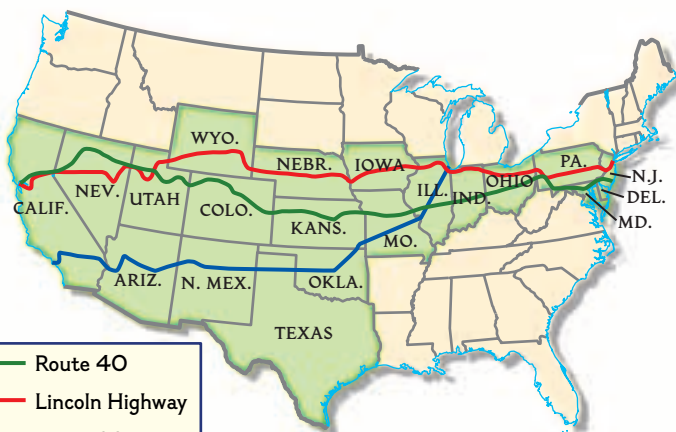 WYO.
NEBR.
IOWA
PA.
N.J.
OHIO
ILL.
IND.
DEL.
NEV.
UTAH
COLO.
CALIF.
MD.
KANS.
MO.
ARIZ.
N. MEX.
OKLA.
TEXAS
Route 40
Lincoln Highway